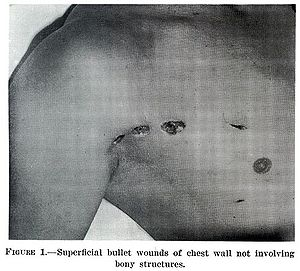 FIGURE 1.—Superficial bullet wounds of chest wall not involving
bony structures.